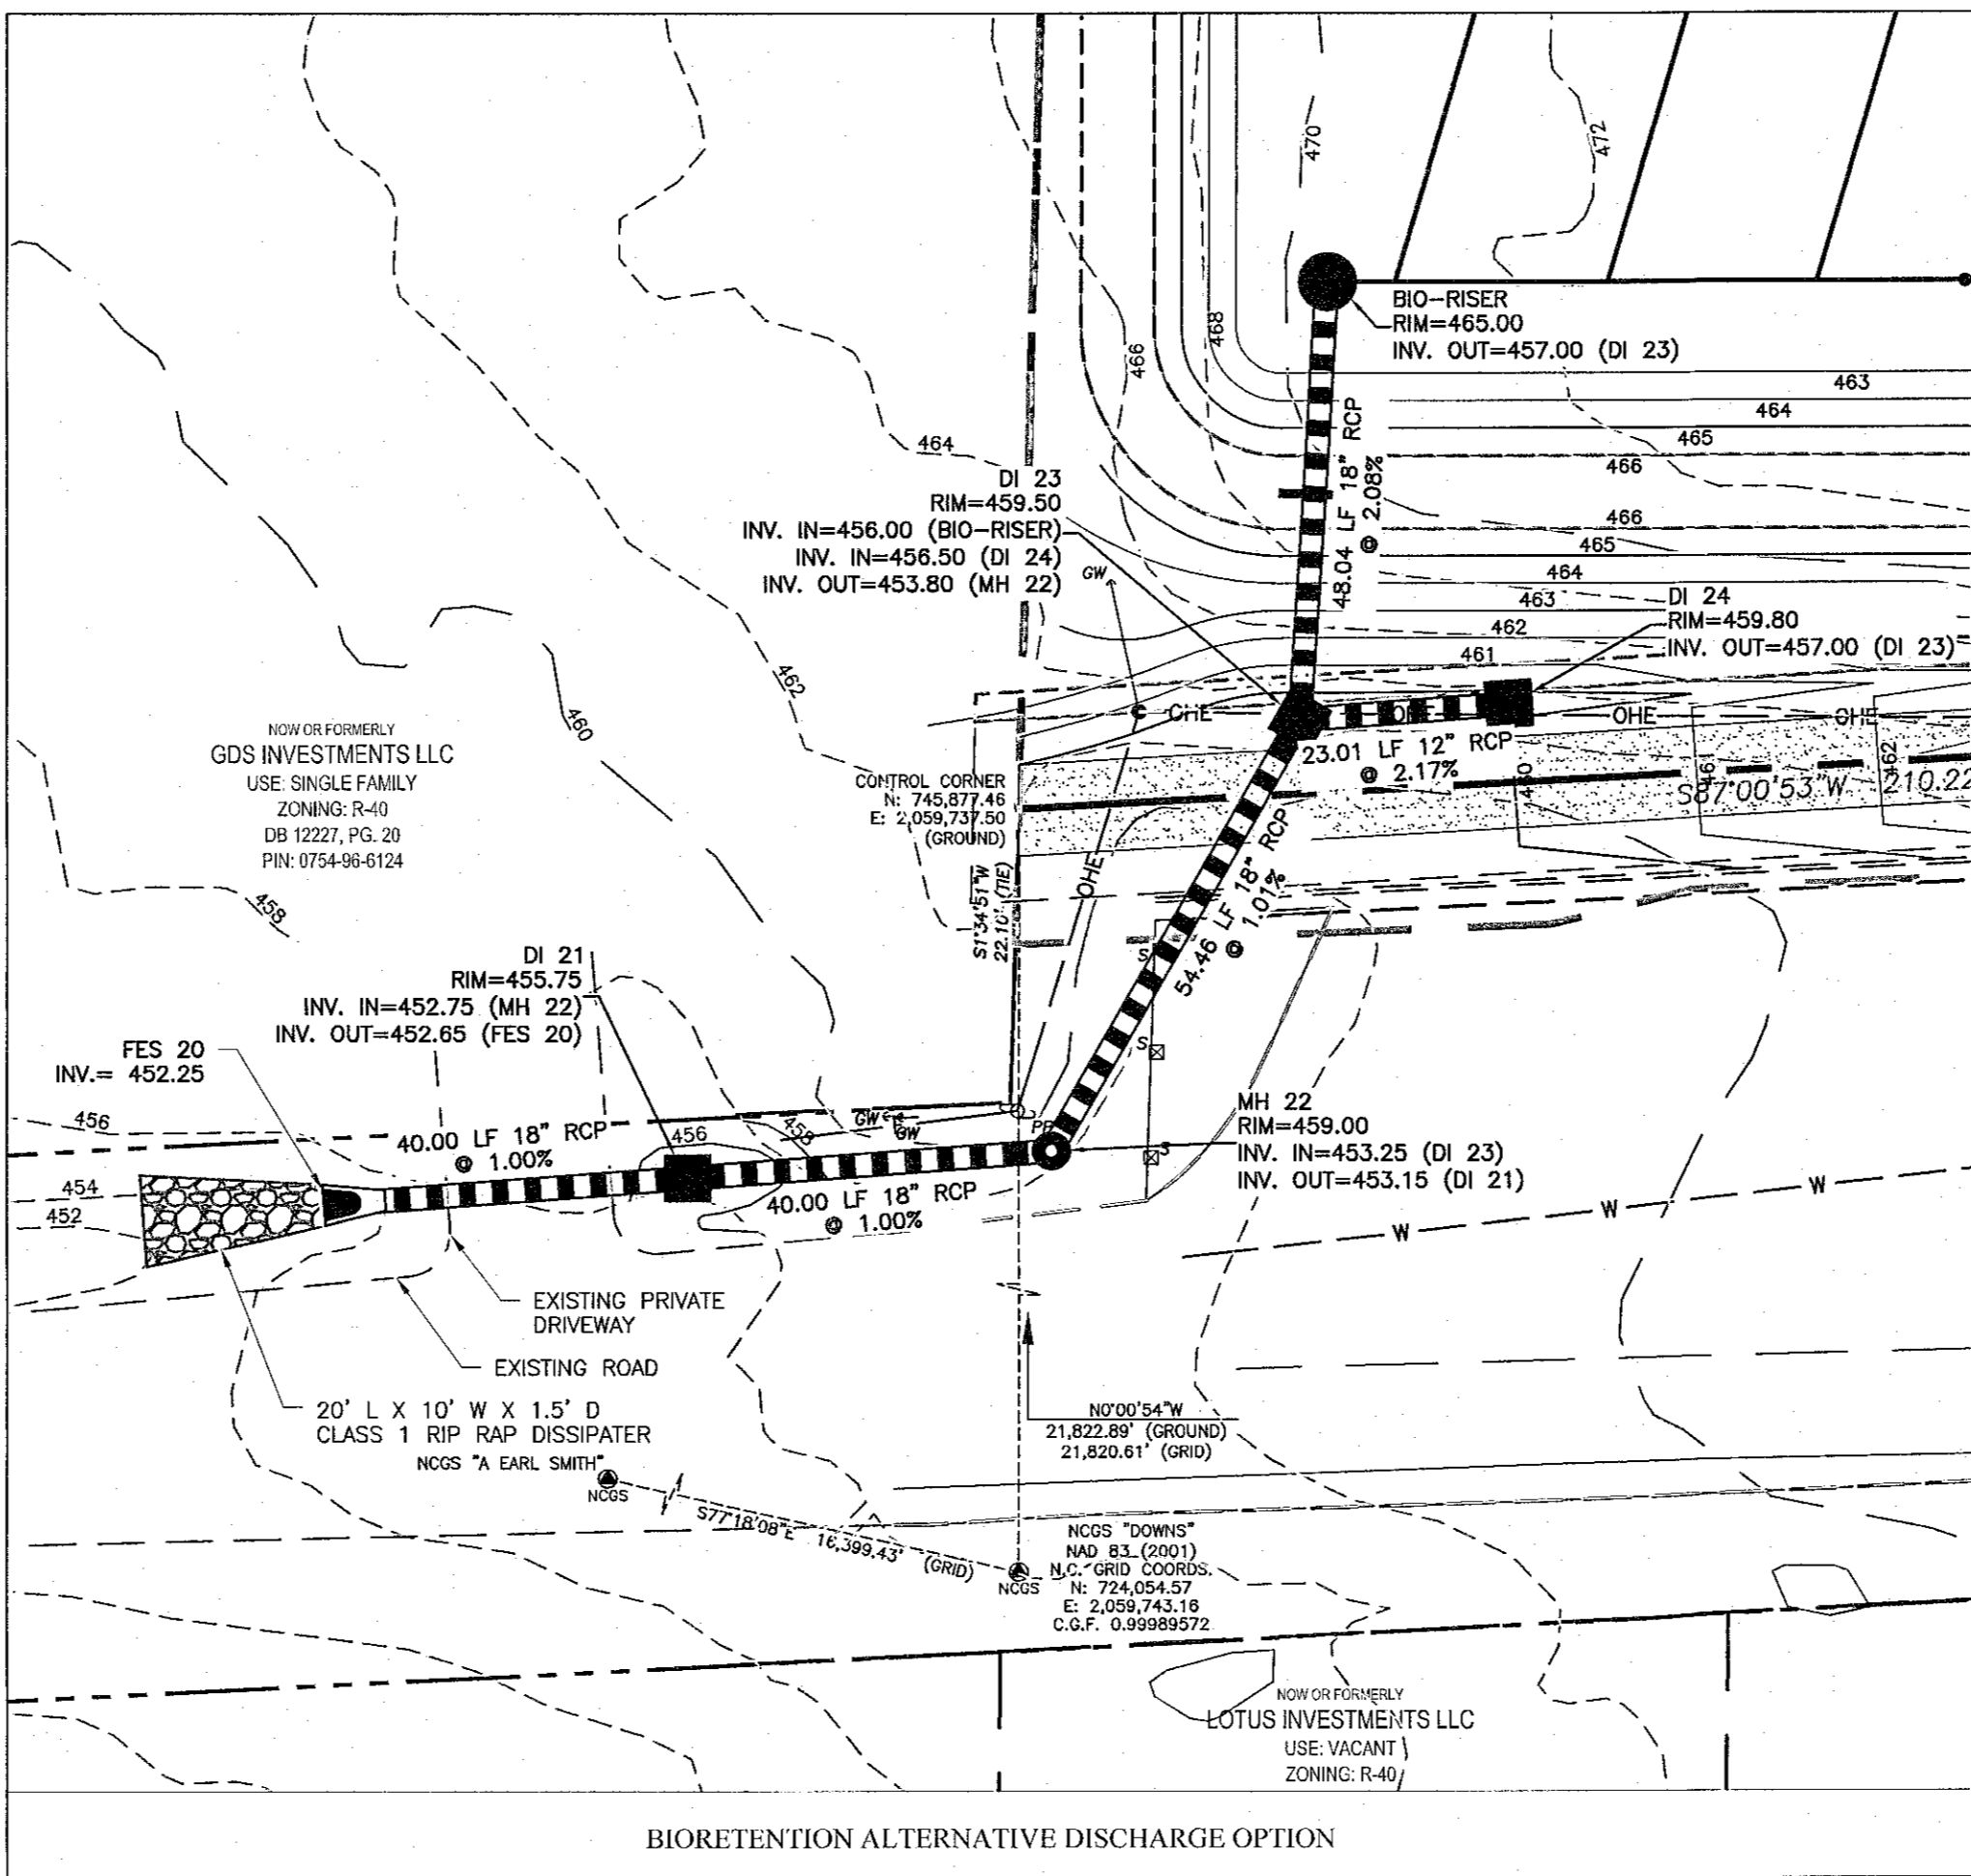 470
472
BIO-RISER
RIM=465.00
INV. OUT=457.00 (DI 23)
468
466
463
464
465
466
48.04 LF 18" RCP
@ 2.08%
464
DI 23
RIM=459.50
INV. IN=456.00 (BIO-RISER)
INV. IN=456.50 (DI 24)
INV. OUT=453.80 (MH 22)
GW
466
465
464
463
462
461
DI 24
RIM=459.80
INV. OUT=457.00 (DI 23)
462
460
OHE
OHE
OHE
OHE
NOW OR FORMERLY
GDS INVESTMENTS LLC
USE: SINGLE FAMILY
ZONING: R-40
DB 12227, PG. 20
PIN: 0754-96-6124
23.01 LF 12" RCP
@ 2.17%
460
461
462
S87°00'53"W 210.22
CONTROL CORNER
N: 745,877.46
E: 2,059,737.50
(GROUND)
OHE
S1°34'51"W
22.10' (TIE)
54.46 LF 18" RCP
@ 1.01%
458
S
S
S
DI 21
RIM=455.75
INV. IN=452.75 (MH 22)
INV. OUT=452.65 (FES 20)
FES 20
INV.= 452.25
456
40.00 LF 18" RCP
@ 1.00%
456
458
GW
GW
PP
MH 22
RIM=459.00
INV. IN=453.25 (DI 23)
INV. OUT=453.15 (DI 21)
454
452
40.00 LF 18" RCP
@ 1.00%
W
W
W
EXISTING PRIVATE
DRIVEWAY
EXISTING ROAD
20' L X 10' W X 1.5' D
CLASS 1 RIP RAP DISSIPATER
NCGS "A EARL SMITH"
NCGS
N0°00'54"W
21,822.89' (GROUND)
21,820.61' (GRID)
S77°18'08"E 16,399.43' (GRID)
NCGS
NCGS "DOWNS"
NAD 83 (2001)
N.C. GRID COORDS.
N: 724,054.57
E: 2,059,743.16
C.G.F. 0.99989572
NOW OR FORMERLY
LOTUS INVESTMENTS LLC
USE: VACANT
ZONING: R-40
BIORETENTION ALTERNATIVE DISCHARGE OPTION